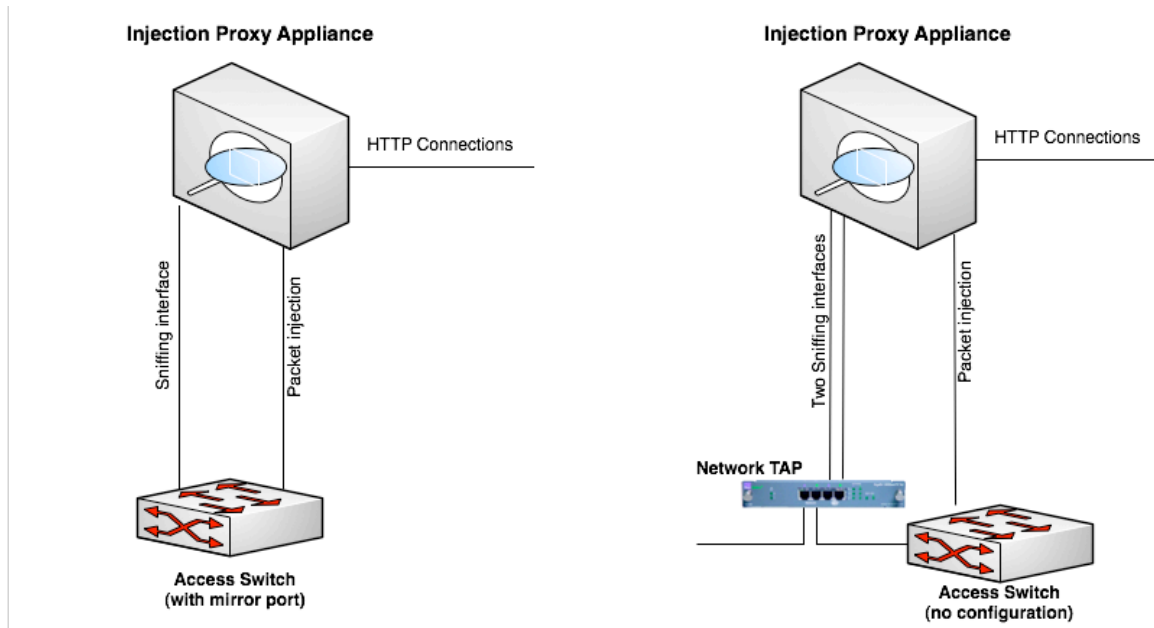 Injection Proxy Appliance
HTTP Connections
Sniffing interface
Packet injection
Access Switch
(with mirror port)
Injection Proxy Appliance
HTTP Connections
Two Sniffing interfaces
Packet injection
Network TAP
Access Switch
(no configuration)